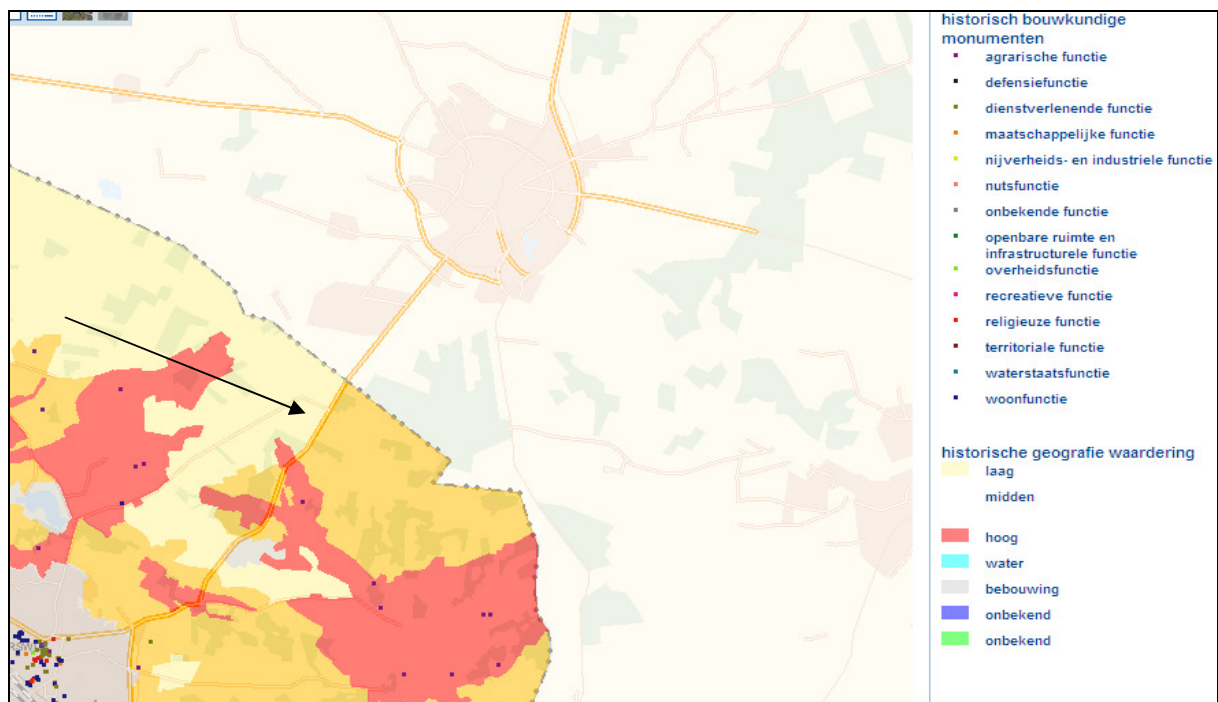 historisch bouwkundige
monumenten
agrarische functie
defensiefunctie
dienstverlenende functie
maatschappelijke functie
nijverheids- en industriele functie
nutsfunctie
onbekende functie
openbare ruimte en
infrastructurele functie
overheidsfunctie
recreatieve functie
religieuze functie
territoriale functie
waterstaatsfunctie
woonfunctie
historische geografie waardering
laag
midden
hoog
water
bebouwing
onbekend
onbekend